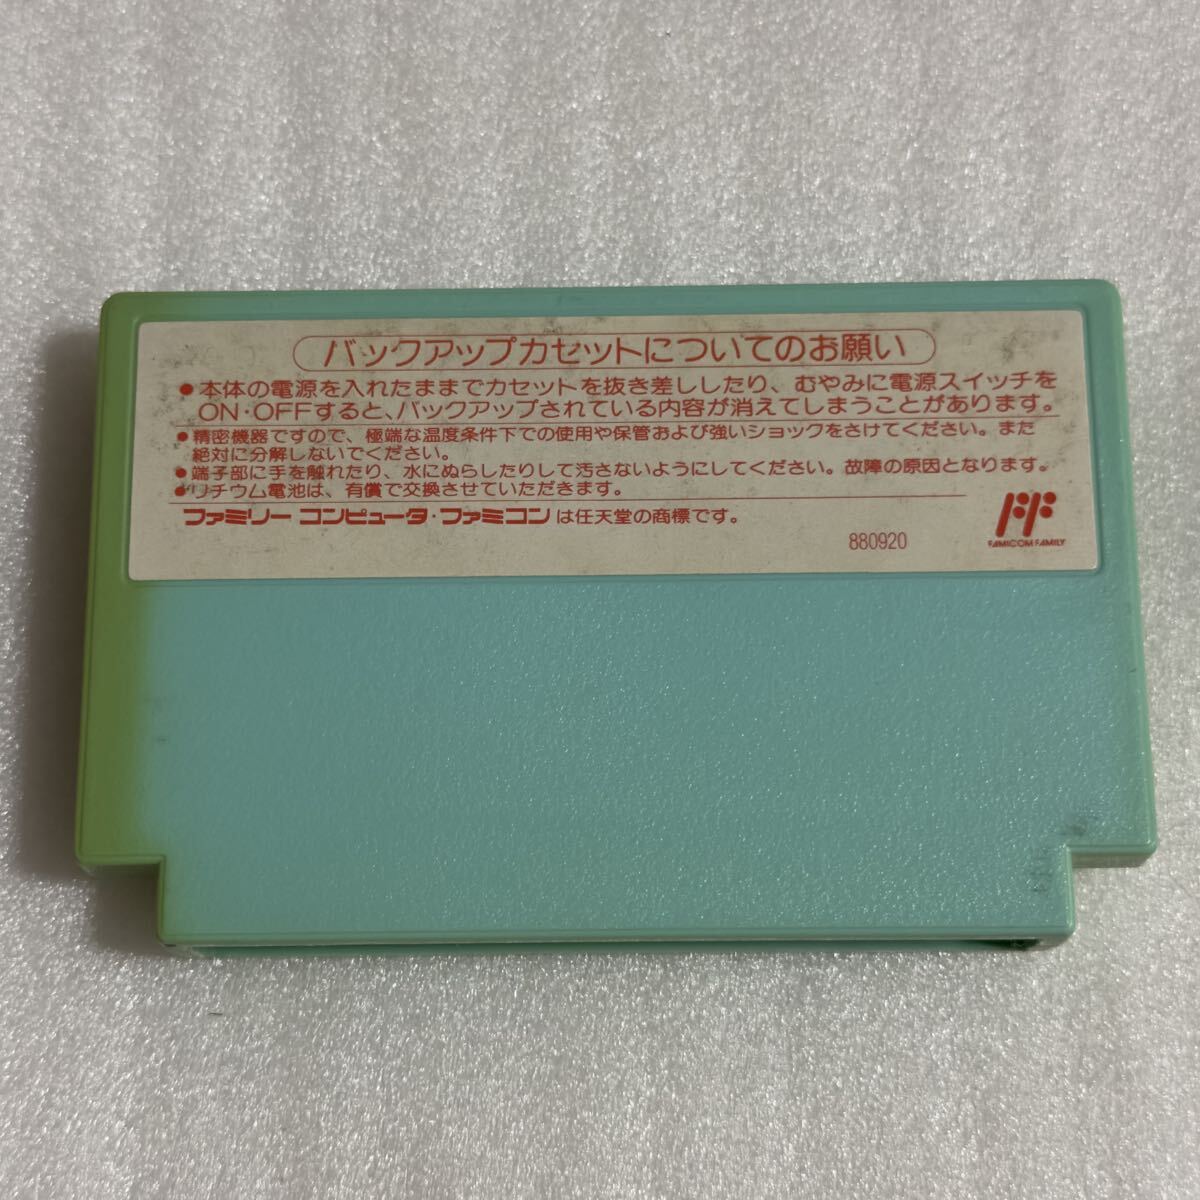 バックアップカセットについてのお願い
●本体の電源を入れたままでカセットを抜き差ししたり、むやみに電源スイッチを
ON・OFFすると、バックアップされている内容が消えてしまうことがあります。
●精密機器ですので、極端な温度条件下での使用や保管および強いショックをさけてください。また
絶対に分解しないでください。
●端子部に手を触れたり、水にぬらしたりして汚さないようにしてください。故障の原因となります。
●リチウム電池は、有償で交換させていただきます。
ファミリー コンピュータ・ファミコンは任天堂の商標です。
880920
FAMICOM FAMILY